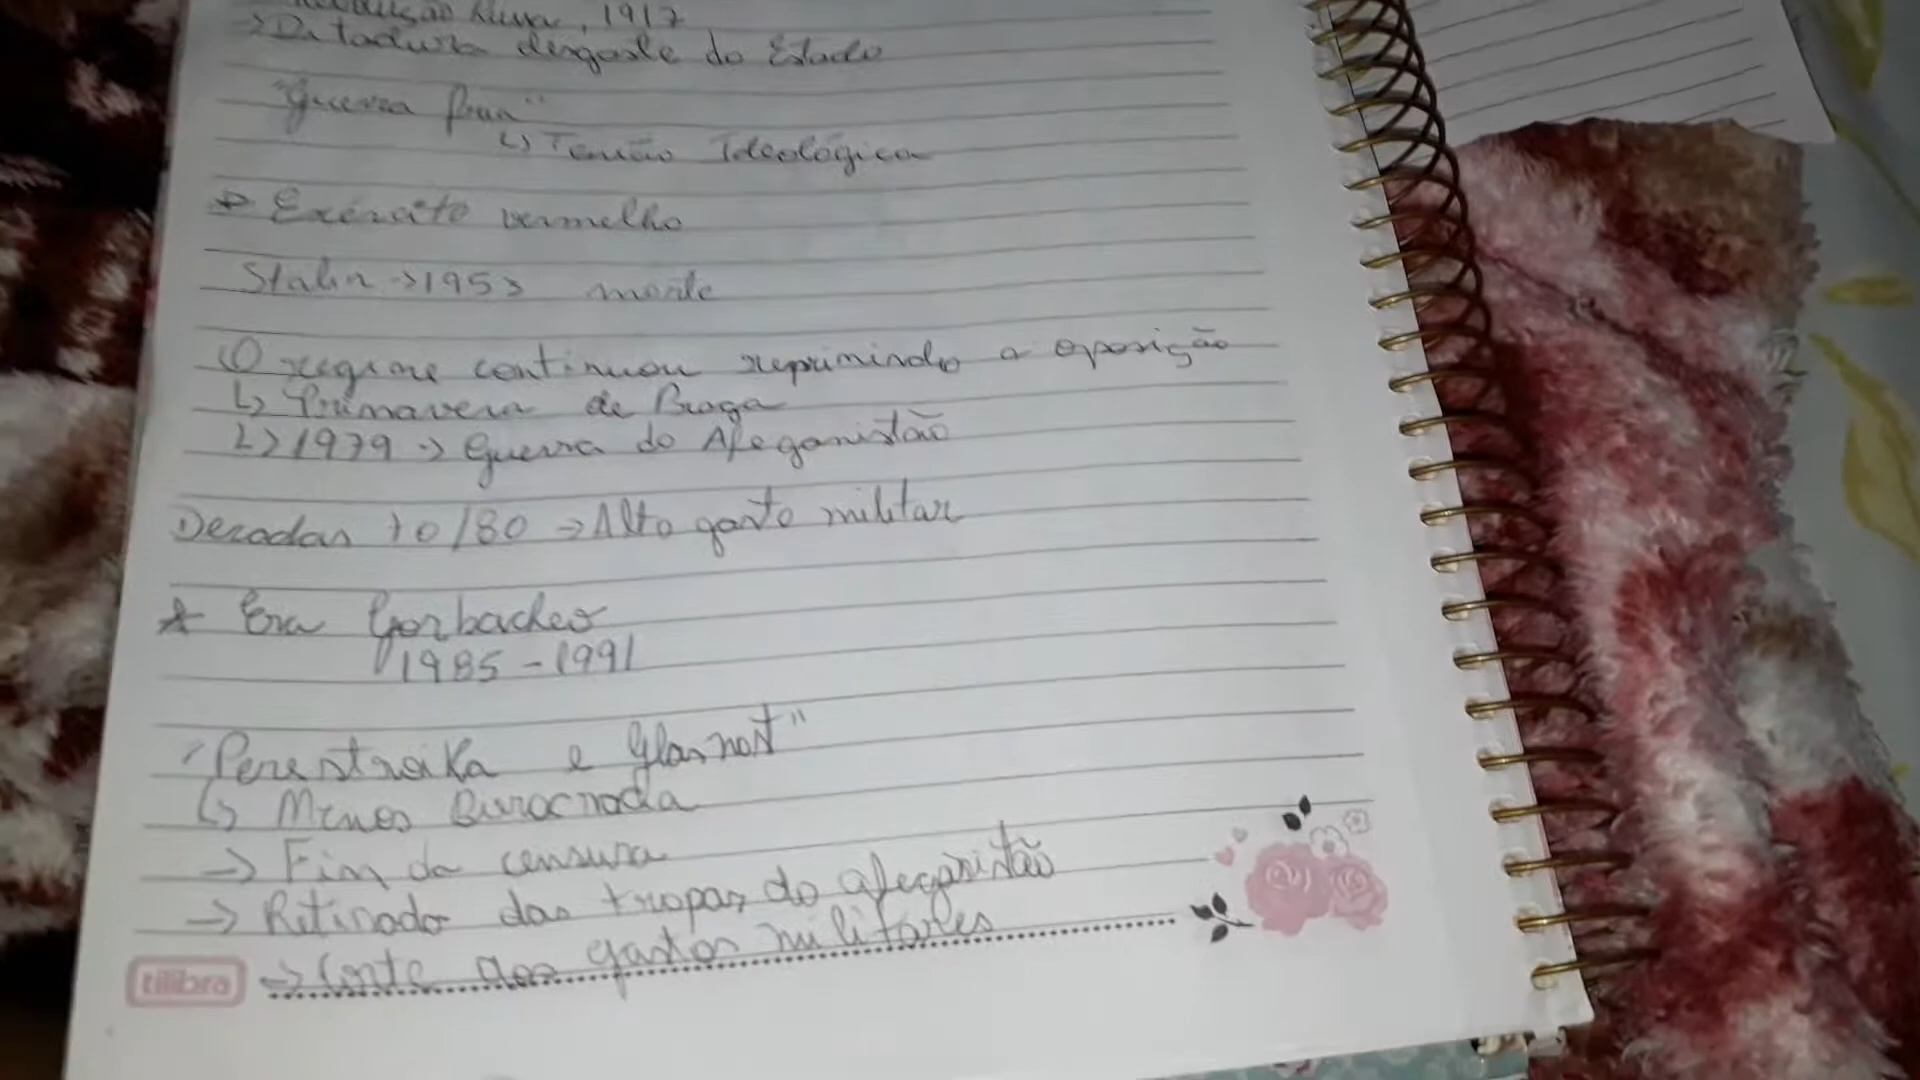 Revolução Russa, 1917
→Ditadura desgaste do Estado
"Guerra fria"
↳ Tensão Ideológica
Exército vermelho
Stalin →1953 morte
O regime continuou reprimindo a oposição
↳ Primavera de Praga
↳ 1979 → Guerra do Afeganistão
Decadas 70/80 → Alto gasto militar
* Era Gorbachev
1985 - 1991
"Perestroika e Glasnost"
↳ Menos Burocracia
→ Fim da censura
→ Retirada das tropas do afeganistão
→ Corte dos gastos militares
tilibra